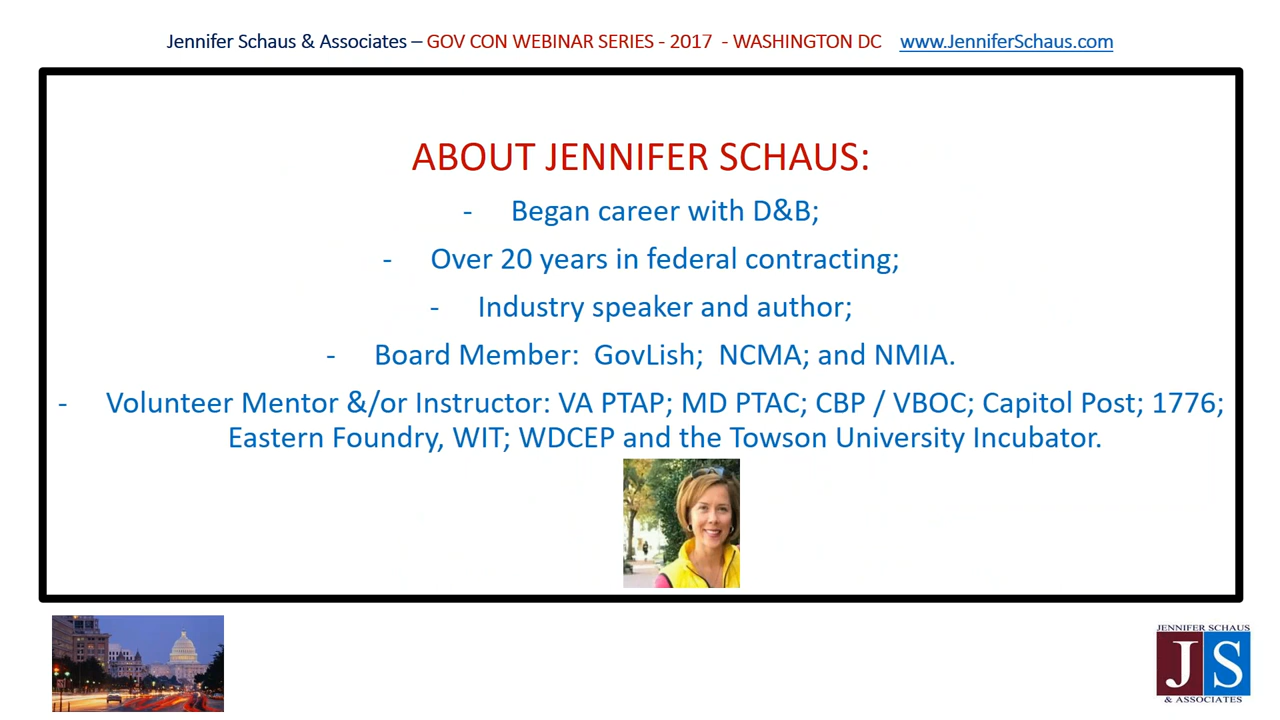 Jennifer Schaus & Associates – GOV CON WEBINAR SERIES - 2017 - WASHINGTON DC www.JenniferSchaus.com
ABOUT JENNIFER SCHAUS:
- Began career with D&B;
- Over 20 years in federal contracting;
- Industry speaker and author;
- Board Member: GovLish; NCMA; and NMIA.
- Volunteer Mentor &/or Instructor: VA PTAP; MD PTAC; CBP / VBOC; Capitol Post; 1776;
Eastern Foundry, WIT; WDCEP and the Towson University Incubator.
JENNIFER SCHAUS
JS
& ASSOCIATES